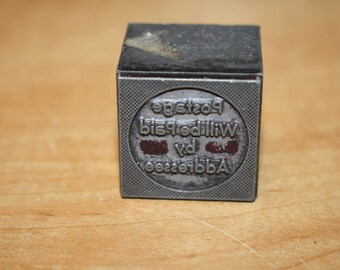 Postage
Will be Paid
by
Addressee